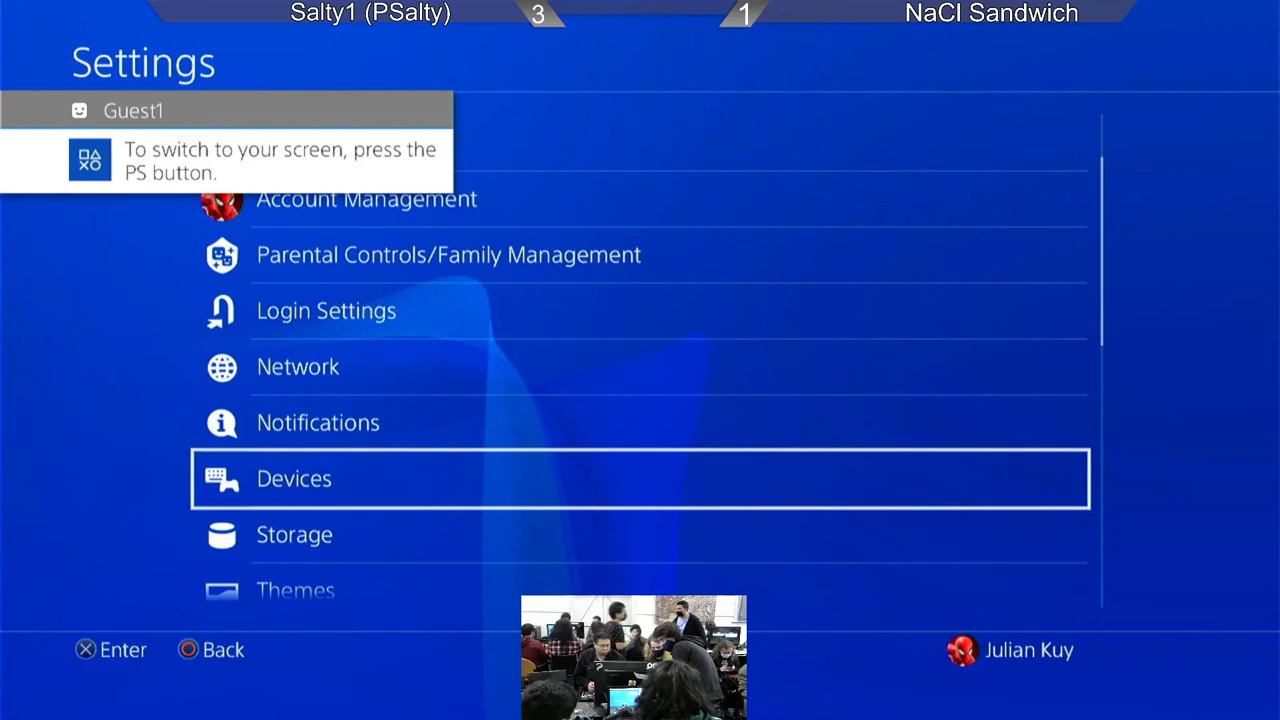 Salty1 (PSalty) 3 1 NaCl Sandwich
Settings
Guest1
To switch to your screen, press the
PS button.
Account Management
Parental Controls/Family Management
Login Settings
Network
Notifications
Devices
Storage
Themes
Enter Back Julian Kuy